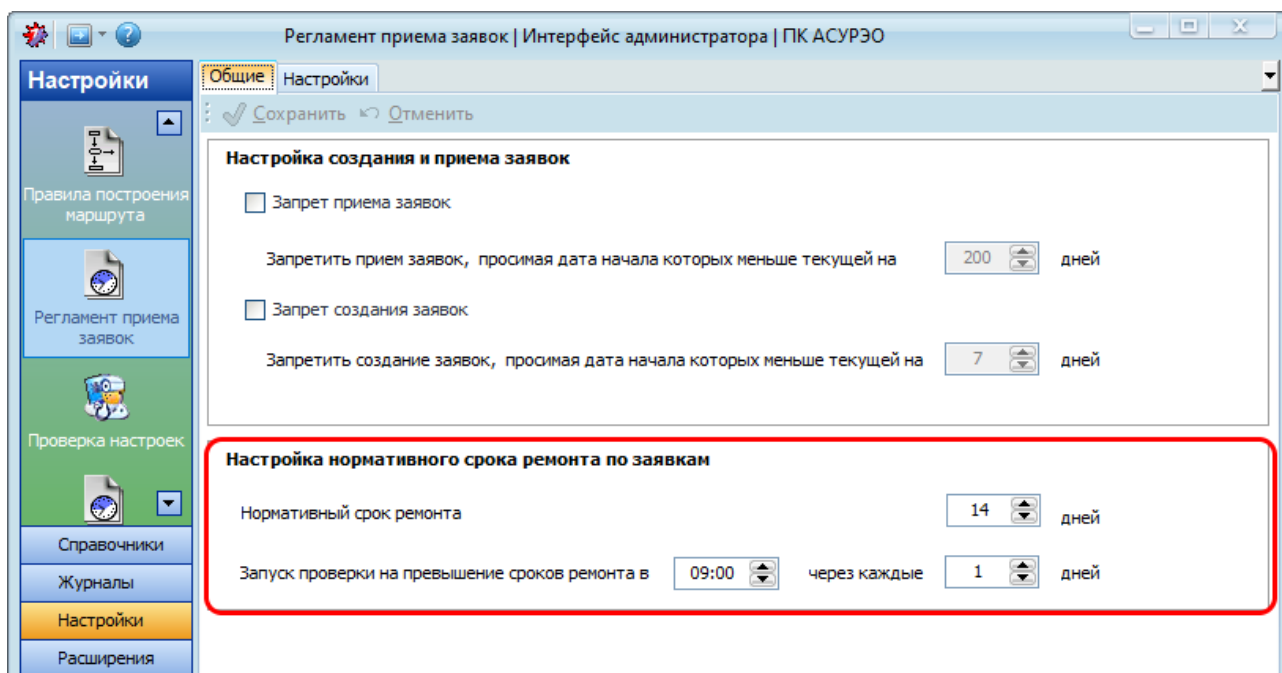 Регламент приема заявок | Интерфейс администратора | ПК АСУРЭО
Настройки
Общие Настройки
Сохранить Отменить
Правила построения
маршрута
Регламент приема
заявок
Проверка настроек
Справочники
Журналы
Настройки
Расширения
Настройка создания и приема заявок
Запрет приема заявок
Запретить прием заявок, просимая дата начала которых меньше текущей на 200 дней
Запрет создания заявок
Запретить создание заявок, просимая дата начала которых меньше текущей на 7 дней
Настройка нормативного срока ремонта по заявкам
Нормативный срок ремонта 14 дней
Запуск проверки на превышение сроков ремонта в 09:00 через каждые 1 дней